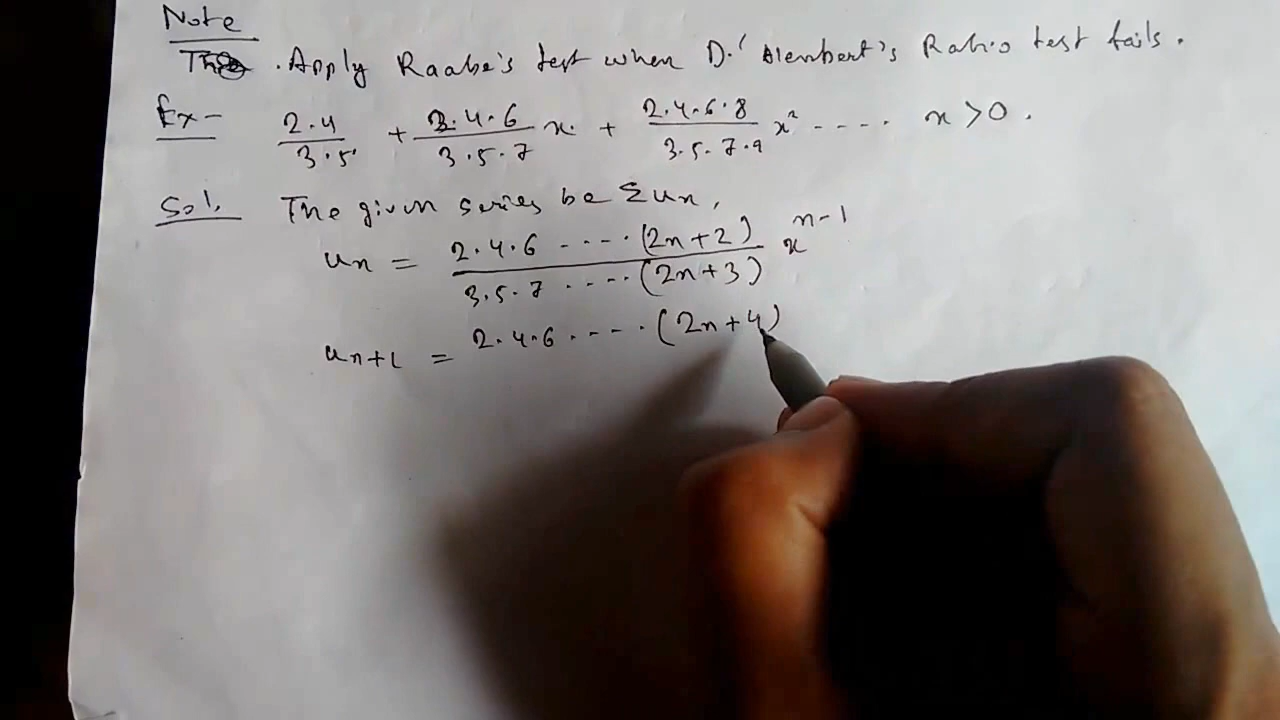 Note
. Apply Raabe's test when D.' Alembert's Ratio test fails.
Ex- 2.4/3.5 + 2.4.6/3.5.7 x. + 2.4.6.8/3.5.7.9 x² ---- x > 0.
Sol. The given series be Σun,
un = 2.4.6 ----.(2n+2)/3.5.7 ----.(2n+3) x^n-1
un+1 = 2.4.6.---.(2n+4)